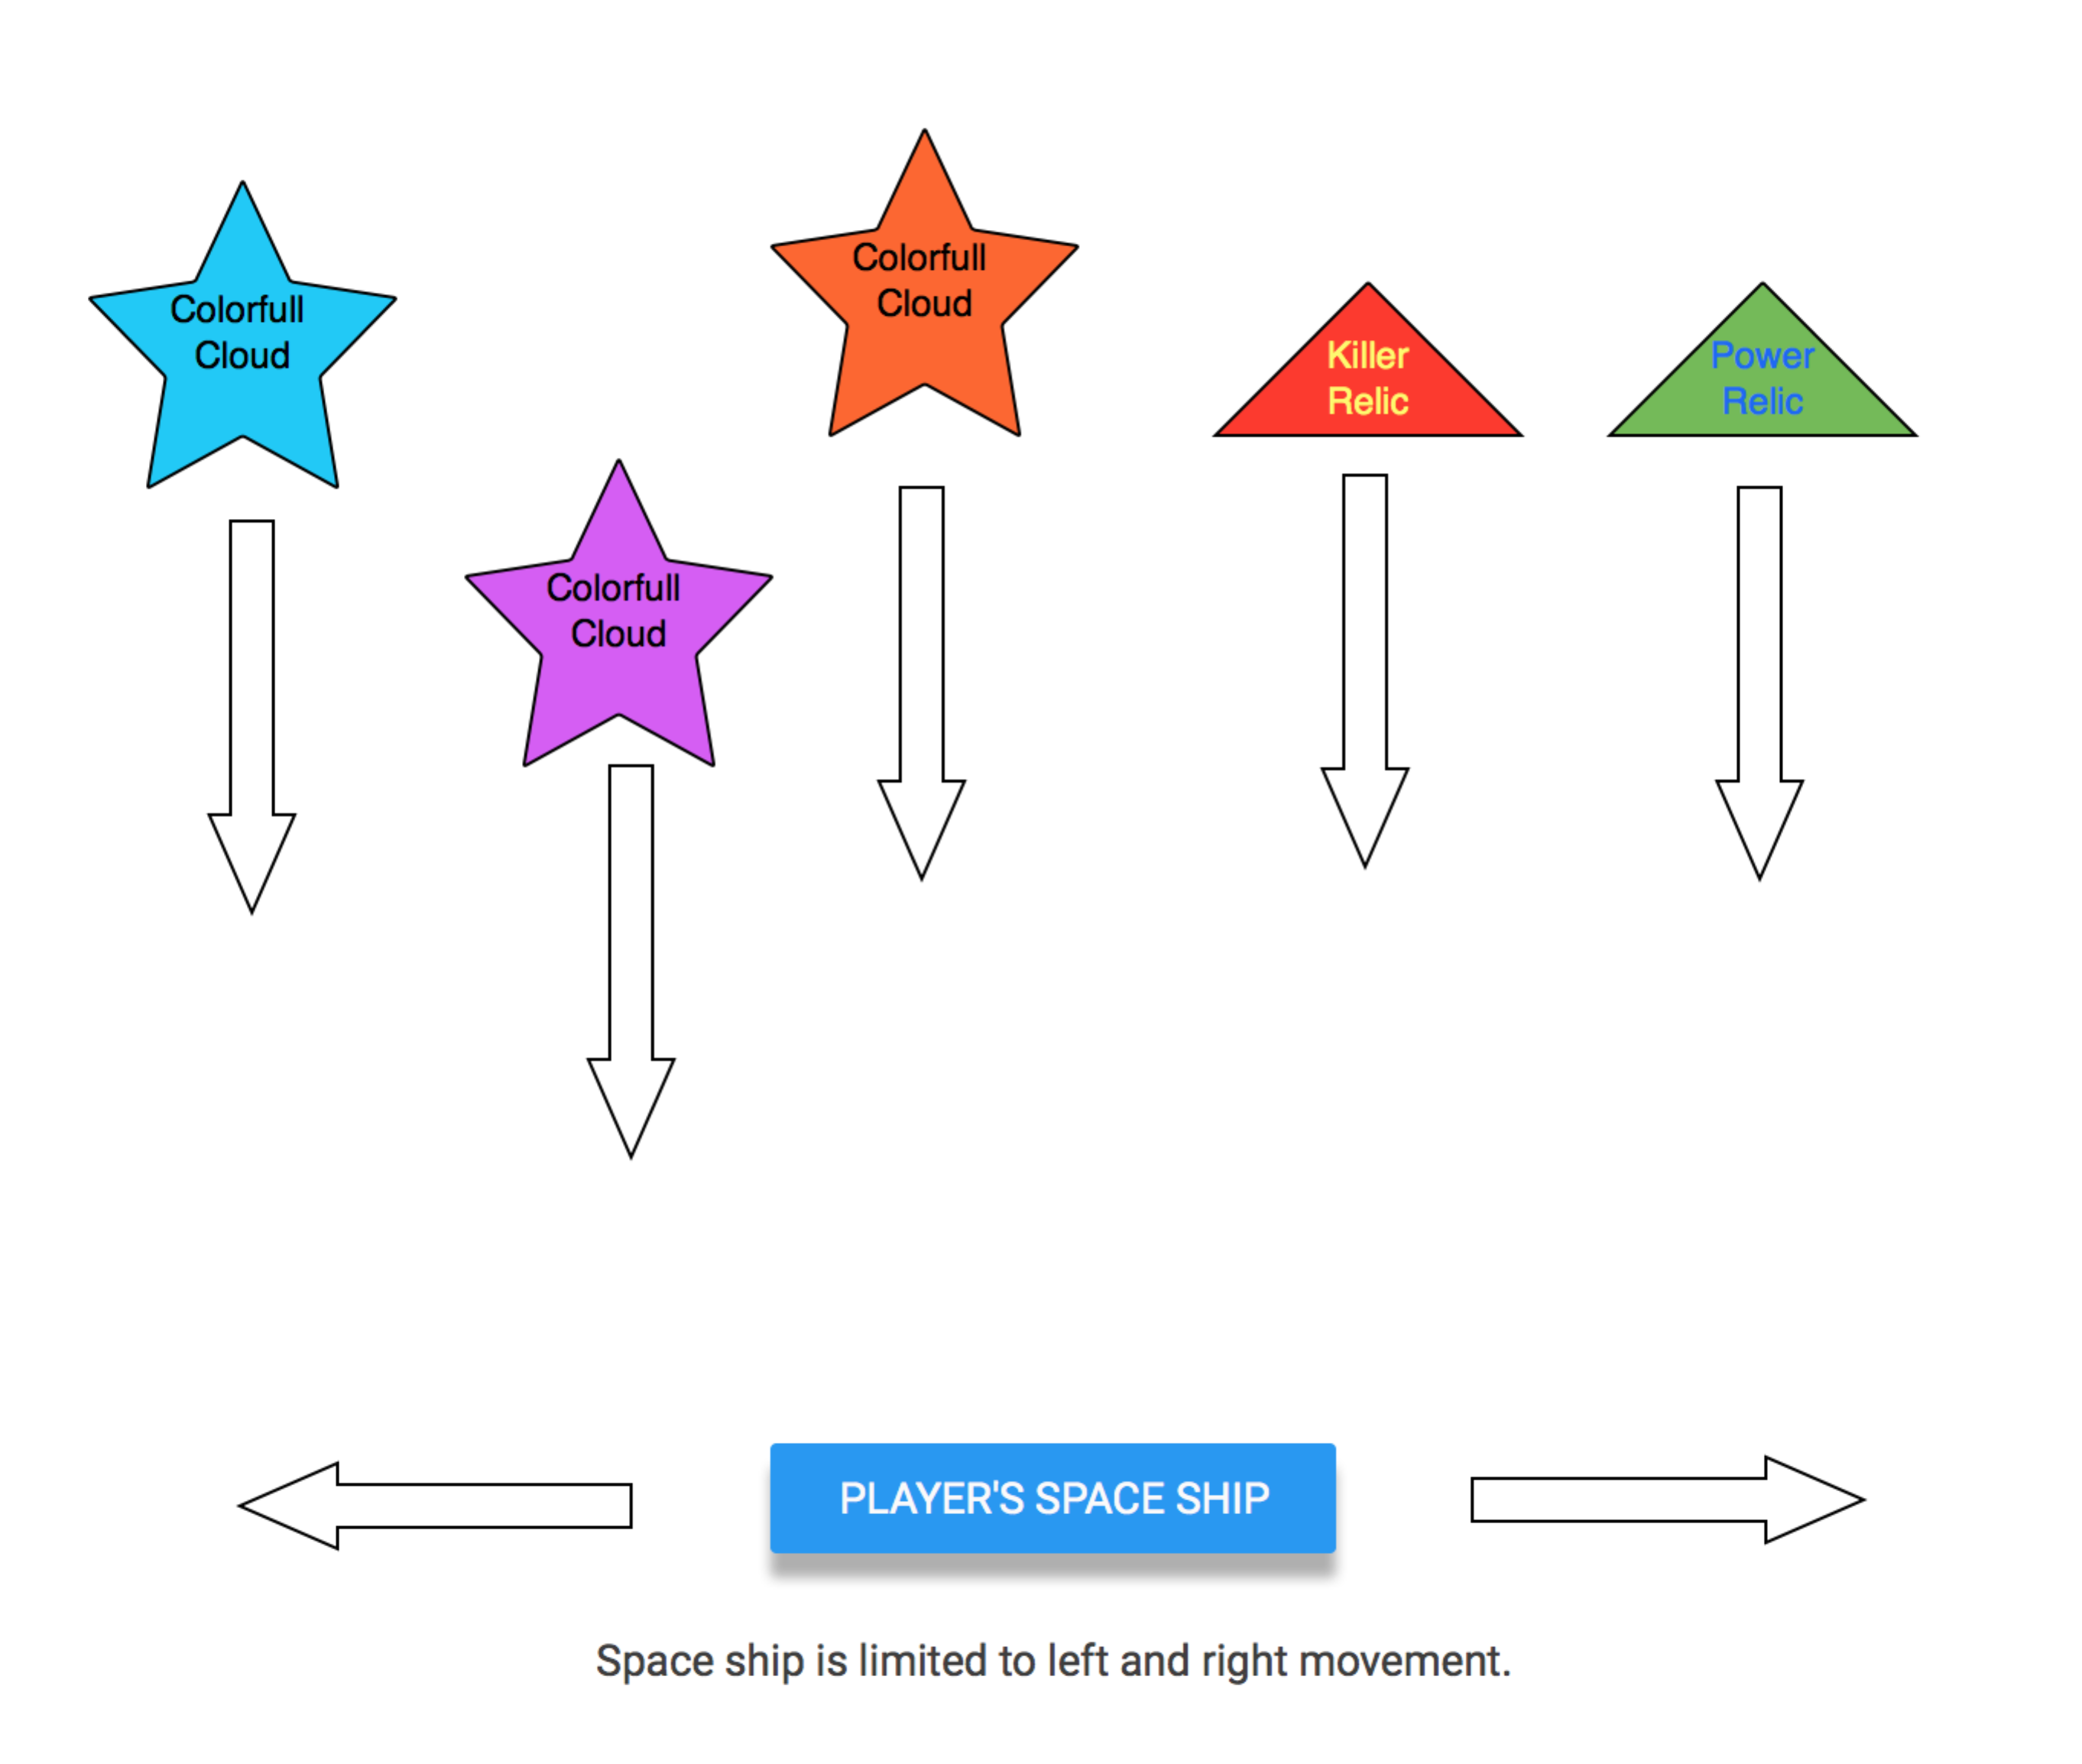 Colorfull
Cloud
Colorfull
Cloud
Colorfull
Cloud
Killer
Relic
Power
Relic
PLAYER'S SPACE SHIP
Space ship is limited to left and right movement.